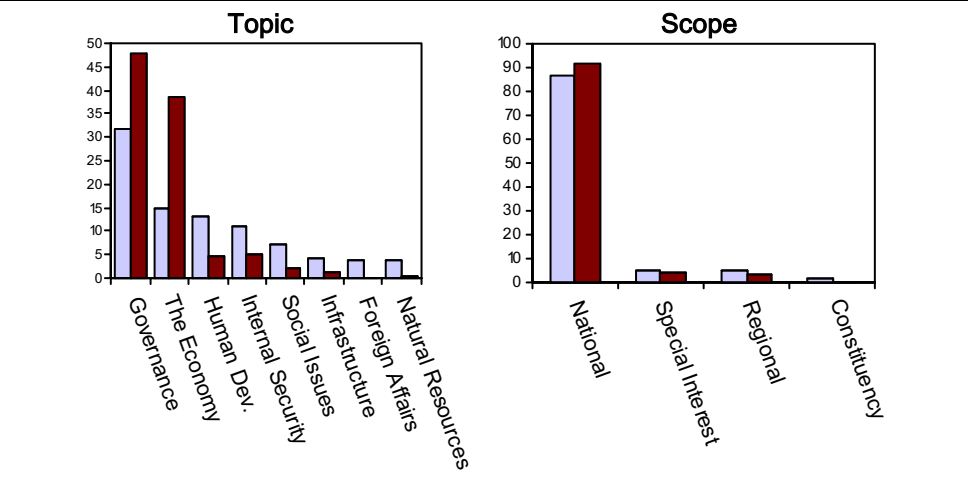 Topic
50
45
40
35
30
25
20
15
10
5
0
Governance
The Economy
Human Dev.
Internal Security
Social Issues
Infrastructure
Foreign Affairs
Natural Resources
Scope
100
90
80
70
60
50
40
30
20
10
0
National
Special Interest
Regional
Constituency